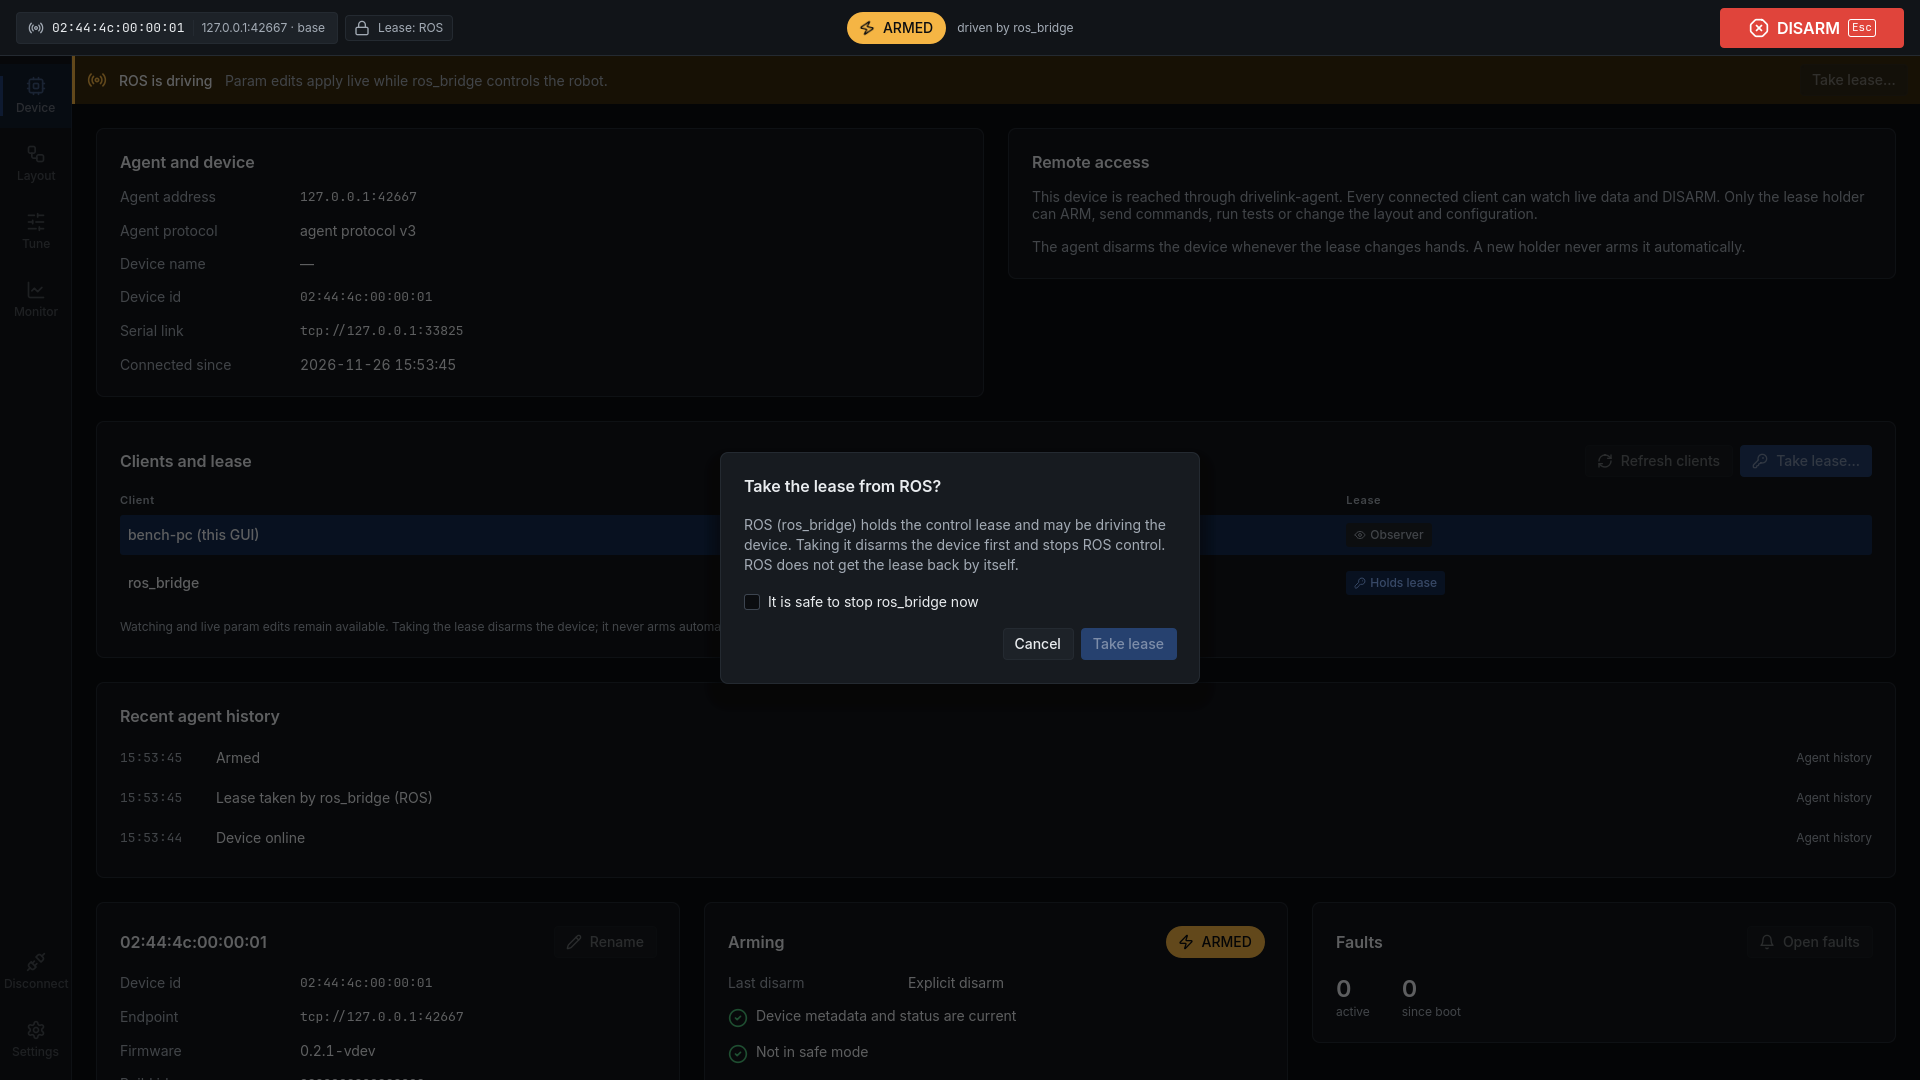 02:44:4c:00:00:01
127.0.0.1:42667 · base
Lease: ROS
ARMED
driven by ros_bridge
DISARM Esc
ROS is driving
Param edits apply live while ros_bridge controls the robot.
Take lease...
Device
Layout
Tune
Monitor
Disconnect
Settings
Agent and device
Agent address 127.0.0.1:42667
Agent protocol agent protocol v3
Device name —
Device id 02:44:4c:00:00:01
Serial link tcp://127.0.0.1:33825
Connected since 2026-11-26 15:53:45
Remote access
This device is reached through drivelink-agent. Every connected client can watch live data and DISARM. Only the lease holder
can ARM, send commands, run tests or change the layout and configuration.
The agent disarms the device whenever the lease changes hands. A new holder never arms it automatically.
Clients and lease
Refresh clients
Take lease...
Client
Lease
bench-pc (this GUI)
Observer
ros_bridge
Holds lease
Watching and live param edits remain available. Taking the lease disarms the device; it never arms automa
Take the lease from ROS?
ROS (ros_bridge) holds the control lease and may be driving the
device. Taking it disarms the device first and stops ROS control.
ROS does not get the lease back by itself.
It is safe to stop ros_bridge now
Cancel
Take lease
Recent agent history
15:53:45 Armed Agent history
15:53:45 Lease taken by ros_bridge (ROS) Agent history
15:53:44 Device online Agent history
02:44:4c:00:00:01
Rename
Device id 02:44:4c:00:00:01
Endpoint tcp://127.0.0.1:42667
Firmware 0.2.1-vdev
Arming
ARMED
Last disarm Explicit disarm
Device metadata and status are current
Not in safe mode
Faults
Open faults
0 active
0 since boot